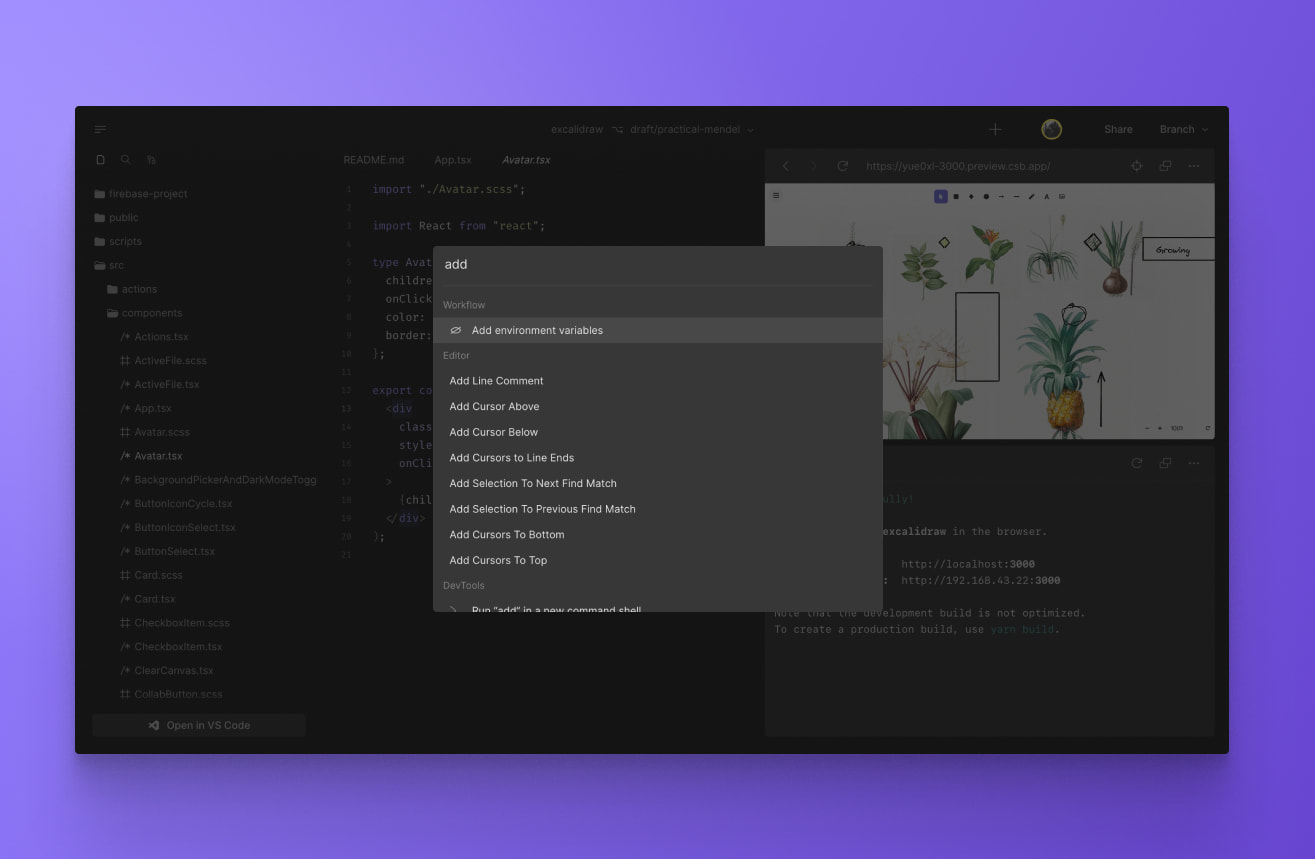 excalidraw draft/practical-mendel
Share
Branch
README.md
App.tsx
Avatar.tsx
firebase-project
public
scripts
src
actions
components
/* Actions.tsx
ActiveFile.scss
/* ActiveFile.tsx
/* App.tsx
Avatar.scss
/* Avatar.tsx
/* BackgroundPickerAndDarkModeTogg
/* ButtonIconCycle.tsx
/* ButtonIconSelect.tsx
/* ButtonSelect.tsx
Card.scss
/* Card.tsx
CheckboxItem.scss
/* CheckboxItem.tsx
/* ClearCanvas.tsx
CollabButton.scss
Open in VS Code
1 import "./Avatar.scss";
2
3 import React from "react";
4
5 type Avat
6 childre
7 onClick
8 color:
9 border:
10 };
11
12 export co
13 <div
14 class
15 style
16 onCli
17 >
18 {chil
19 </div>
20 );
21
add
Workflow
Add environment variables
Editor
Add Line Comment
Add Cursor Above
Add Cursor Below
Add Cursors to Line Ends
Add Selection To Next Find Match
Add Selection To Previous Find Match
Add Cursors To Bottom
Add Cursors To Top
DevTools
Run "add" in a new command shell
https://yue0xl-3000.preview.csb.app/
A
Growing
ully!
excalidraw in the browser.
http://localhost:3000
: http://192.168.43.22:3000
Note that the development build is not optimized.
To create a production build, use yarn build.